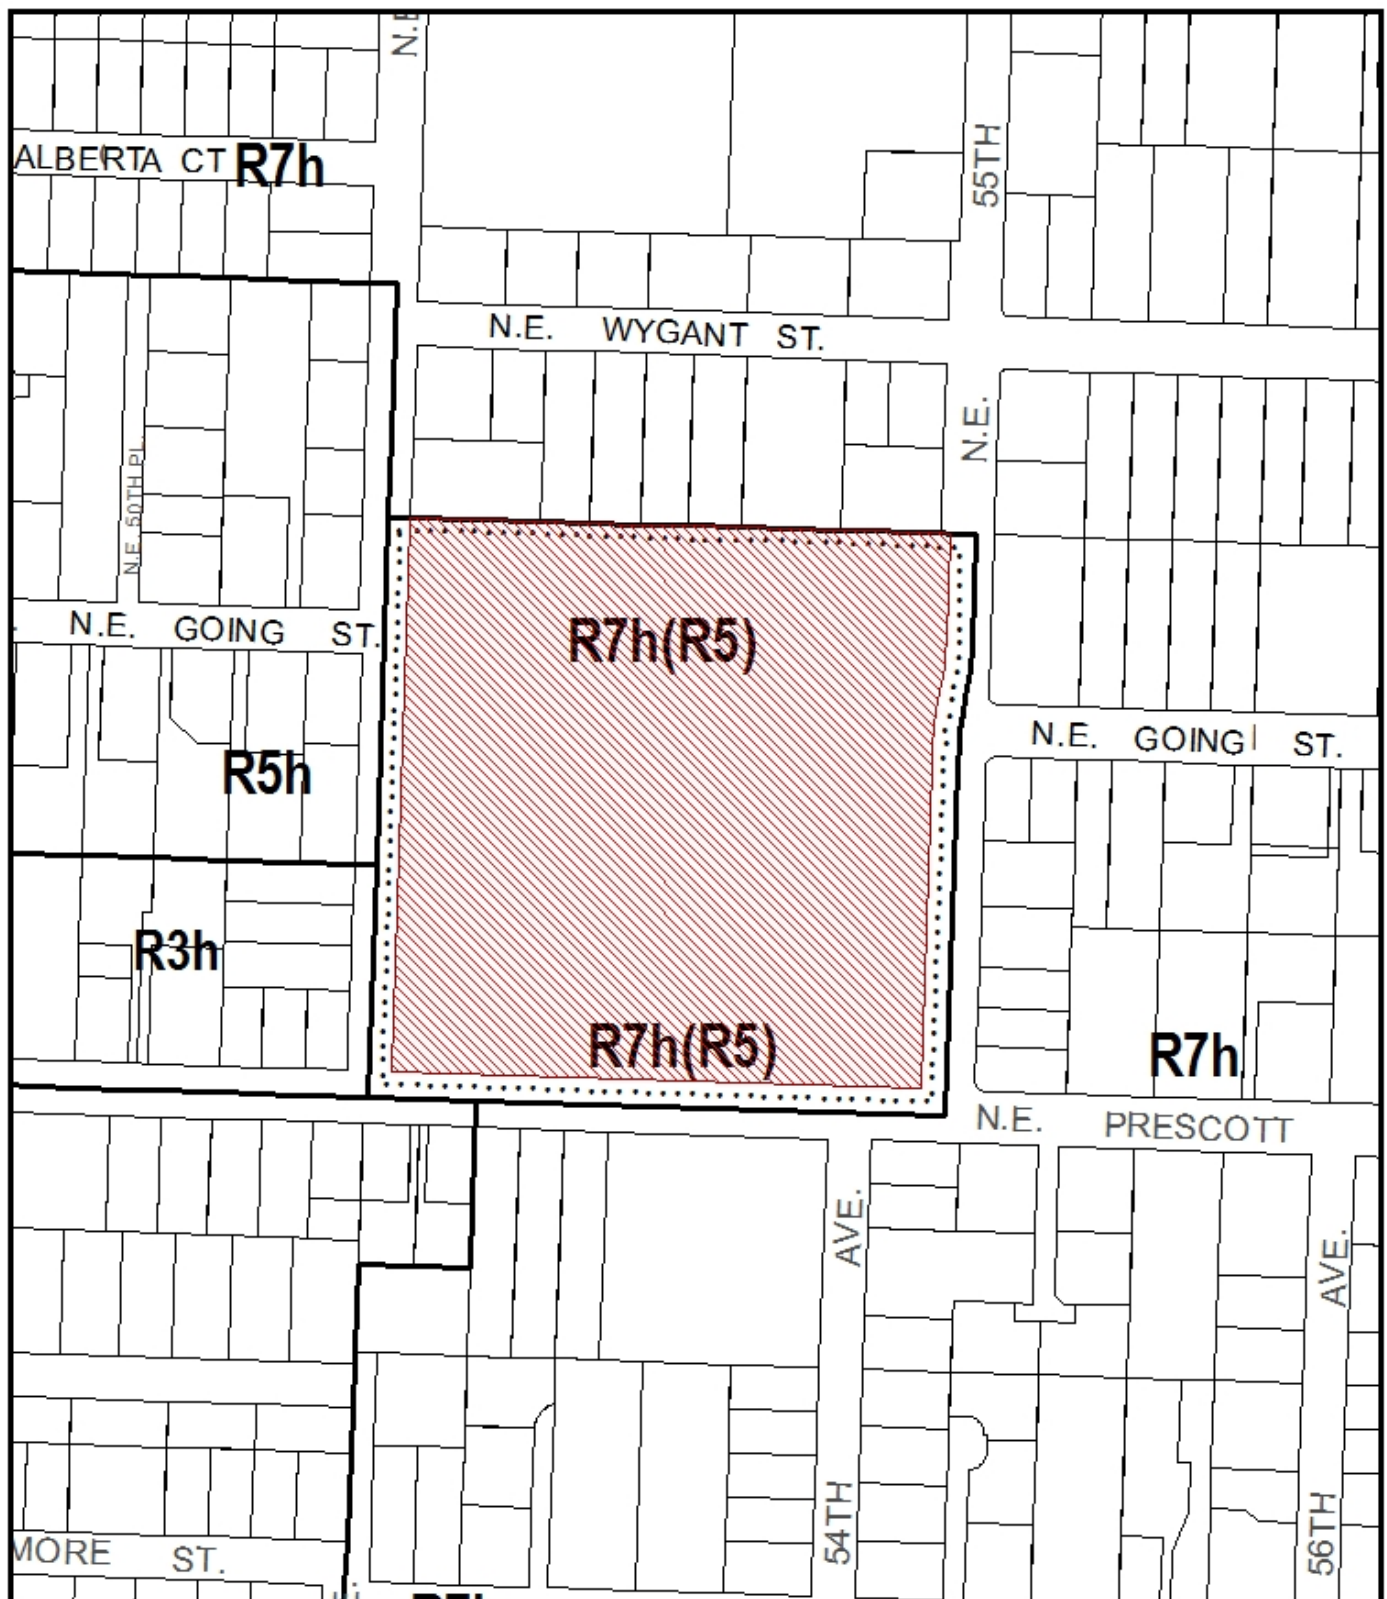 N.E
55TH
ALBERTA CT
R7h
N.E. WYGANT ST.
N.E.
N.E. 50TH PL.
N.E. GOING ST.
R7h(R5)
N.E. GOING ST.
R5h
R3h
R7h(R5)
R7h
N.E. PRESCOTT
AVE.
AVE.
54TH
56TH
MORE ST.